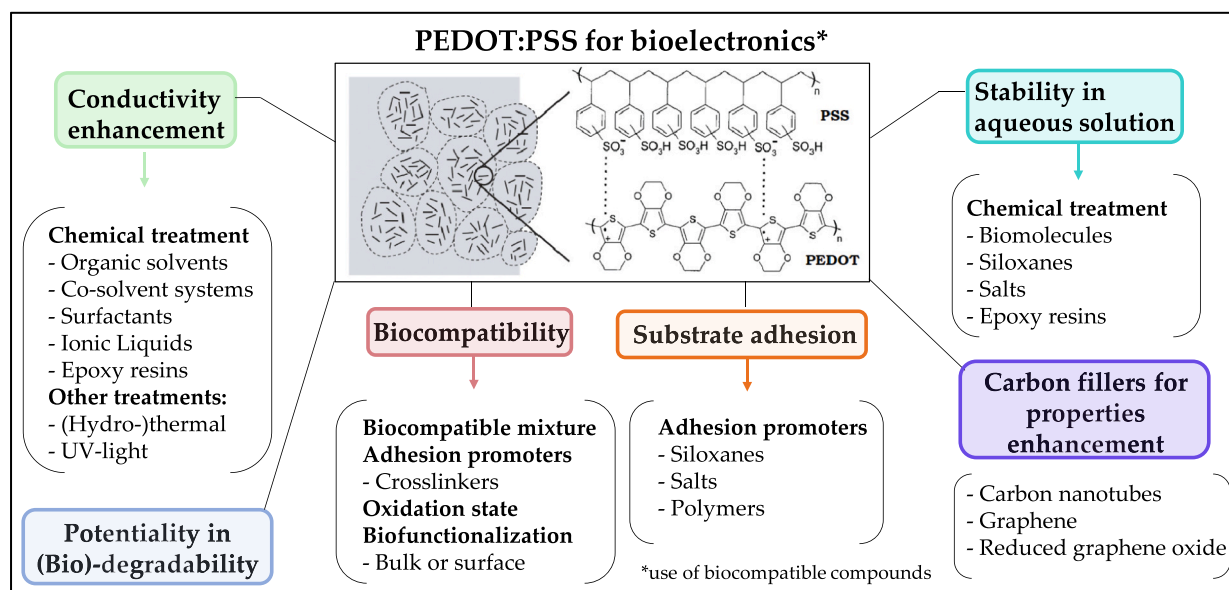 PEDOT:PSS for bioelectronics*
Conductivity
enhancement
Chemical treatment
- Organic solvents
- Co-solvent systems
- Surfactants
- Ionic Liquids
- Epoxy resins
Other treatments:
- (Hydro-)thermal
- UV-light
Potentiality in
(Bio)-degradability
n
PSS
SO₃⁻ SO₃H SO₃H SO₃H SO₃⁻ SO₃H
O O O O O O
S S S S S S
n
+ +
O O O O O O
PEDOT
Biocompatibility
Biocompatible mixture
Adhesion promoters
- Crosslinkers
Oxidation state
Biofunctionalization
- Bulk or surface
Substrate adhesion
Adhesion promoters
- Siloxanes
- Salts
- Polymers
*use of biocompatible compounds
Stability in
aqueous solution
Chemical treatment
- Biomolecules
- Siloxanes
- Salts
- Epoxy resins
Carbon fillers for
properties
enhancement
- Carbon nanotubes
- Graphene
- Reduced graphene oxide